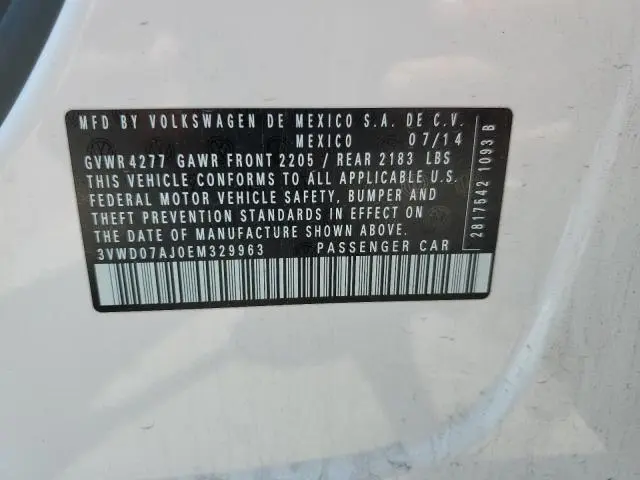 MFD BY VOLKSWAGEN DE MEXICO S.A. DE C.V.
MEXICO 07/14
GVWR 4277 GAWR FRONT 2205 / REAR 2183 LBS
THIS VEHICLE CONFORMS TO ALL APPLICABLE U.S.
FEDERAL MOTOR VEHICLE SAFETY, BUMPER AND
THEFT PREVENTION STANDARDS IN EFFECT ON
THE DATE OF MANUFACTURE SHOWN ABOVE.
3VWD07AJ0EM329963 PASSENGER CAR
2817542 1093 B